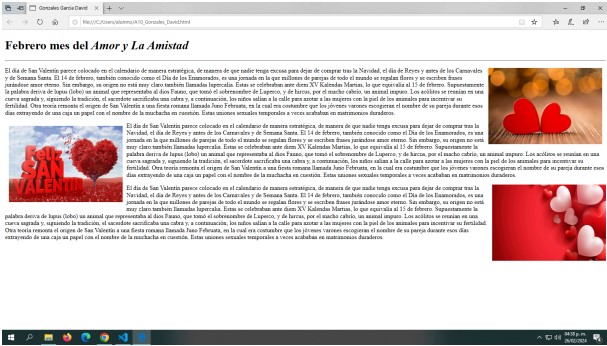 Gonzales Garcia David
file:///C:/Users/alumno/A10_Gonzales_David.html
Febrero mes del Amor y La Amistad
El dia de San Valentin parece colocado en el calendario de manera estratégica, de manera de que nadie tenga excusa para dejar de comprar tras la Navidad, el día de Reyes y antes de los Carnavales
y de Semana Santa. El 14 de febrero, también conocido como el Día de los Enamorados, es una jornada en la que millones de parejas de todo el mundo se regalan flores y se escriben frases
jurándose amor eterno. Sin embargo, su origen no está muy claro también llamadas lupercalia. Estas se celebraban ante diem XV Kalendas Martias, lo que equivalía al 15 de febrero. Supuestamente
la palabra deriva de lupus (lobo) un animal que representaba al dios Fauno, que tomó el sobrenombre de Luperco, y de hircus, por el macho cabrío, un animal impuro. Los acólitos se reunían en una
cueva sagrada y, siguiendo la tradición, el sacerdote sacrificaba una cabra y, a continuación, los niños salían a la calle para azotar a las mujeres con la piel de los animales para incentivar su
fertilidad. Otra teoría remonta el origen de San Valentín a una fiesta romana llamada Juno Februata, en la cual era costumbre que los jóvenes varones escogieran el nombre de su pareja durante esos
días extrayendo de una caja un papel con el nombre de la muchacha en cuestión. Estas uniones sexuales temporales a veces acababan en matrimonios duraderos.
El dia de San Valentin parece colocado en el calendario de manera estratégica, de manera de que nadie tenga excusa para dejar de comprar tras la
Navidad, el día de Reyes y antes de los Carnavales y de Semana Santa. El 14 de febrero, también conocido como el Día de los Enamorados, es una
jornada en la que millones de parejas de todo el mundo se regalan flores y se escriben frases jurándose amor eterno. Sin embargo, su origen no está
muy claro también llamadas lupercalia. Estas se celebraban ante diem XV Kalendas Martias, lo que equivalía al 15 de febrero. Supuestamente la
palabra deriva de lupus (lobo) un animal que representaba al dios Fauno, que tomó el sobrenombre de Luperco, y de hircus, por el macho cabrío, un animal impuro. Los acólitos se reunían en una
cueva sagrada y, siguiendo la tradición, el sacerdote sacrificaba una cabra y, a continuación, los niños salían a la calle para azotar a las mujeres con la piel de los animales para incentivar su
fertilidad. Otra teoría remonta el origen de San Valentín a una fiesta romana llamada Juno Februata, en la cual era costumbre que los jóvenes varones escogieran el nombre de su pareja durante esos
días extrayendo de una caja un papel con el nombre de la muchacha en cuestión. Estas uniones sexuales temporales a veces acababan en matrimonios duraderos.
SAN
VALENTIN
El dia de San Valentin parece colocado en el calendario de manera estratégica, de manera de que nadie tenga excusa para dejar de comprar tras la
Navidad, el día de Reyes y antes de los Carnavales y de Semana Santa. El 14 de febrero, también conocido como el Día de los Enamorados, es una
jornada en la que millones de parejas de todo el mundo se regalan flores y se escriben frases jurándose amor eterno. Sin embargo, su origen no está
muy claro también llamadas lupercalia. Estas se celebraban ante diem XV Kalendas Martias, lo que equivalía al 15 de febrero. Supuestamente la
palabra deriva de lupus (lobo) un animal que representaba al dios Fauno, que tomó el sobrenombre de Luperco, y de hircus, por el macho cabrío, un animal impuro. Los acólitos se reunían en una
cueva sagrada y, siguiendo la tradición, el sacerdote sacrificaba una cabra y, a continuación, los niños salían a la calle para azotar a las mujeres con la piel de los animales para incentivar su fertilidad.
Otra teoría remonta el origen de San Valentín a una fiesta romana llamada Juno Februata, en la cual era costumbre que los jóvenes varones escogieran el nombre de su pareja durante esos días
extrayendo de una caja un papel con el nombre de la muchacha en cuestión. Estas uniones sexuales temporales a veces acababan en matrimonios duraderos.
04:38 p. m.
26/02/2024